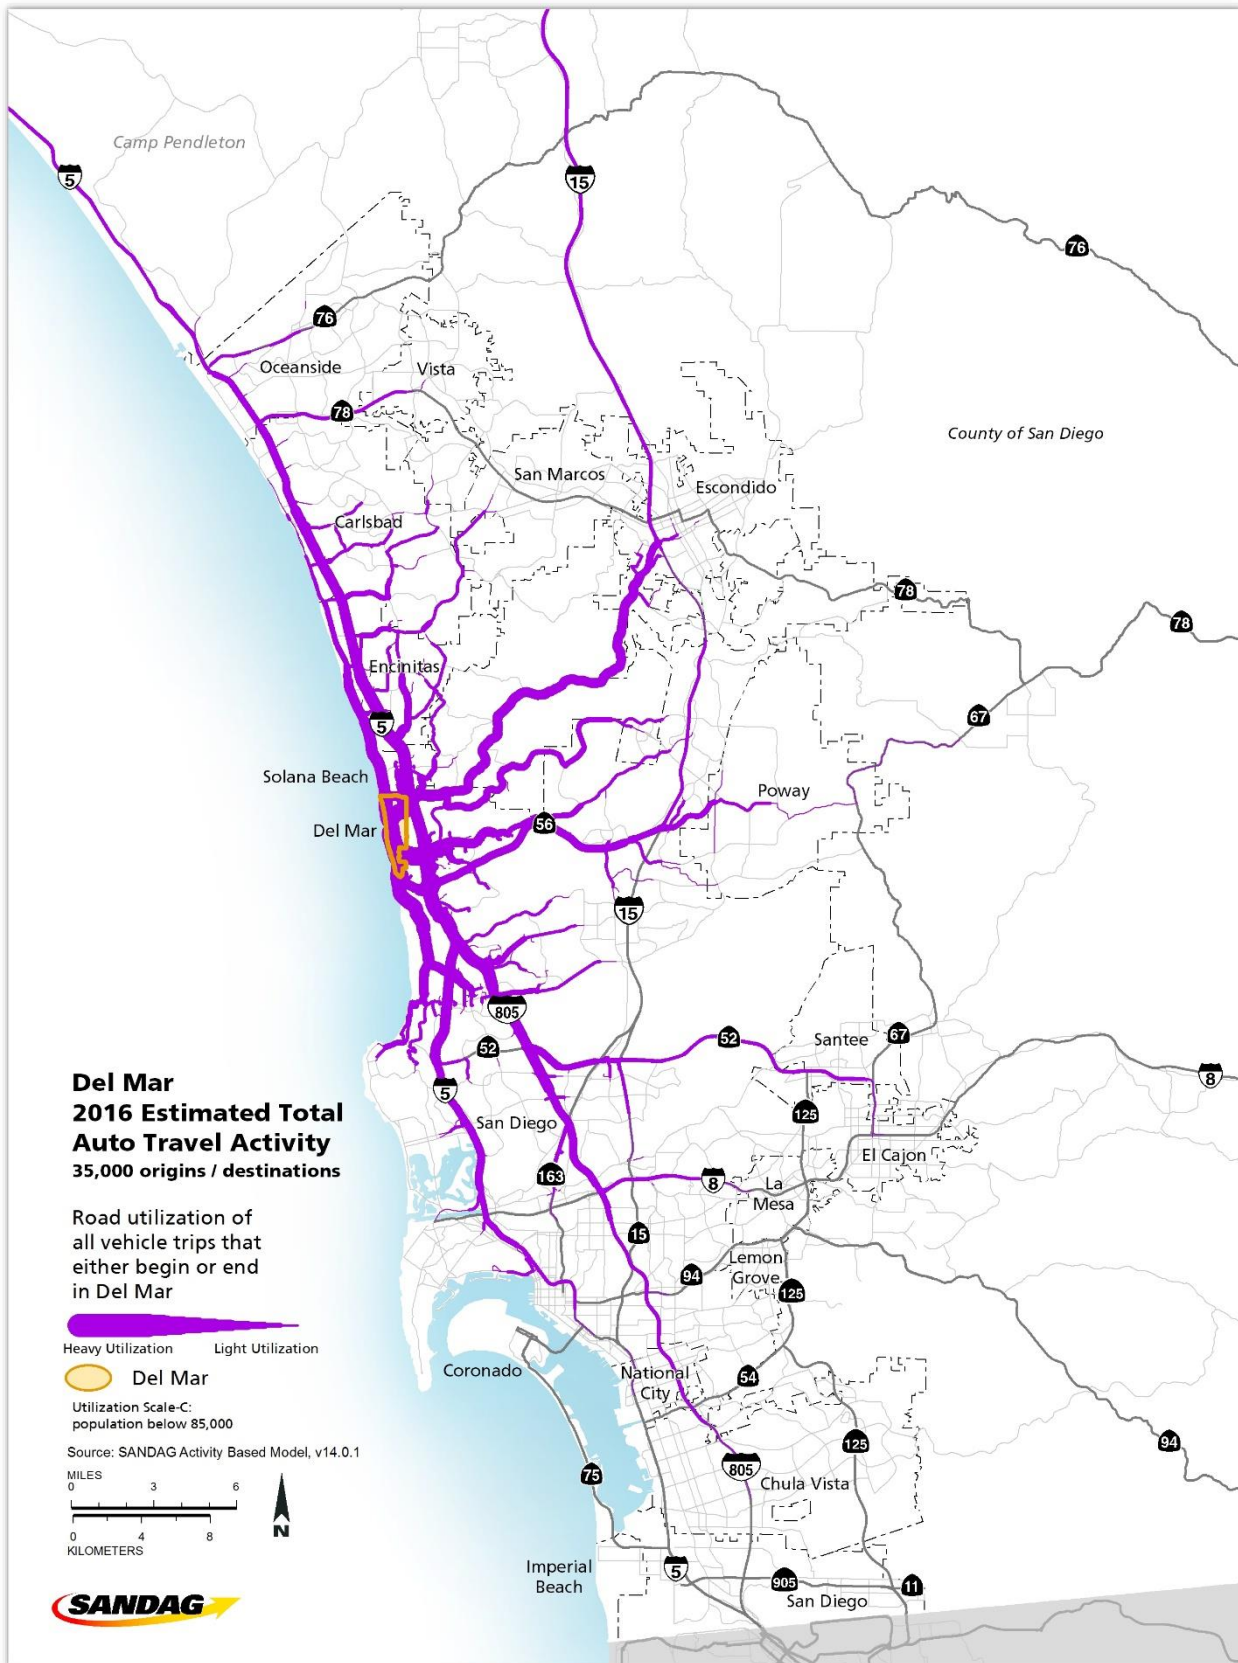 Camp Pendleton
5
15
76
76
Oceanside
Vista
78
County of San Diego
San Marcos
Escondido
Carlsbad
78
78
Encinitas
67
5
Solana Beach
Poway
Del Mar
56
15
805
52
Santee
67
52
8
5
125
San Diego
El Cajon
163
8
La
Mesa
15
94
Lemon
Grove
125
Coronado
National
City
54
125
94
805
75
Chula Vista
Imperial
Beach
5
905
11
San Diego
Del Mar
2016 Estimated Total
Auto Travel Activity
35,000 origins / destinations
Road utilization of
all vehicle trips that
either begin or end
in Del Mar
Heavy Utilization Light Utilization
Del Mar
Utilization Scale-C:
population below 85,000
Source: SANDAG Activity Based Model, v14.0.1
MILES
0 3 6
0 4 8
KILOMETERS
N
SANDAG